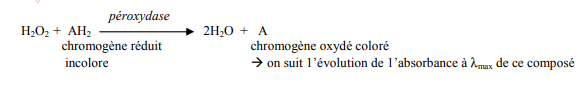 péroxydase
H₂O₂ + AH₂ → 2H₂O + A
chromogène réduit chromogène oxydé coloré
incolore → on suit l'évolution de l'absorbance à λmax de ce composé